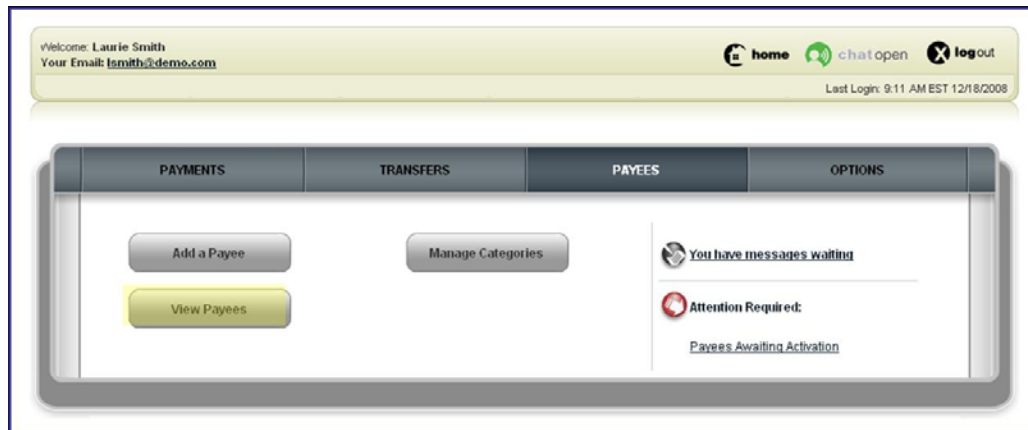 Welcome: Laurie Smith
Your Email: lsmith@demo.com
home chat open logout
Last Login: 9:11 AM EST 12/18/2008
PAYMENTS TRANSFERS PAYEES OPTIONS
Add a Payee Manage Categories
You have messages waiting
View Payees
Attention Required:
Payees Awaiting Activation